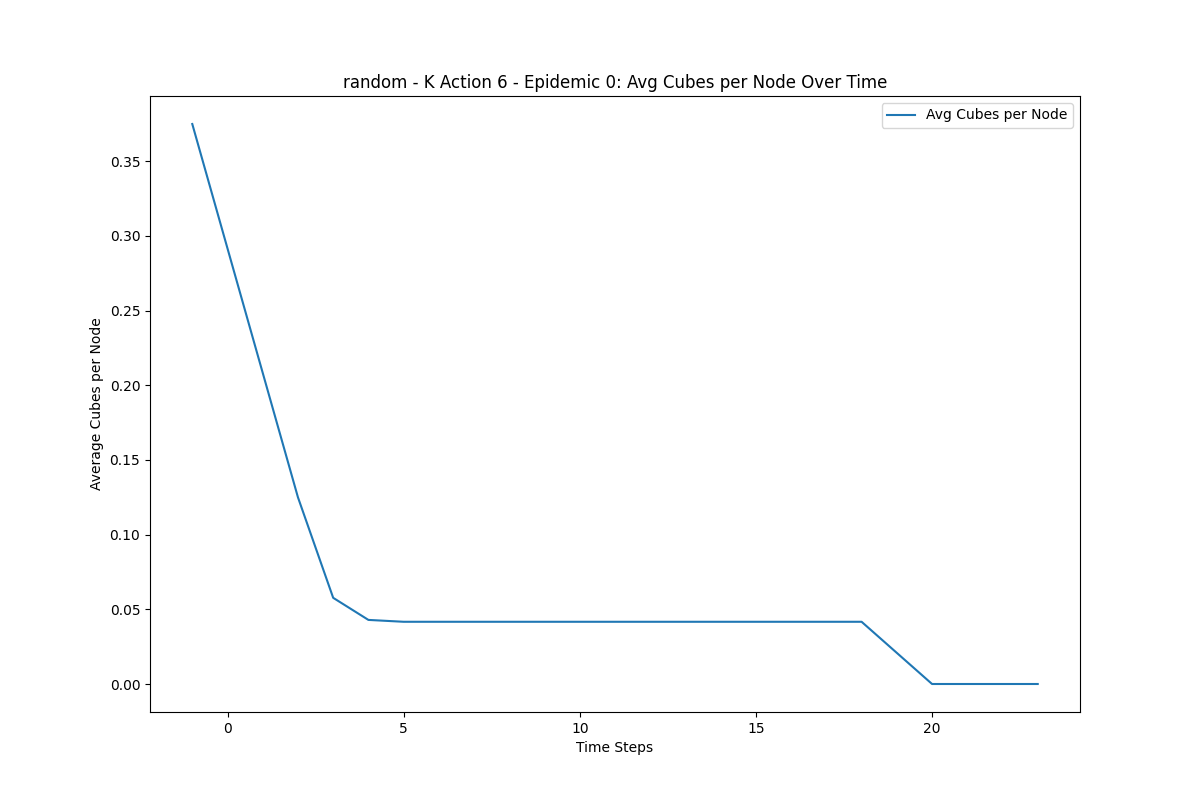 random - K Action 6 - Epidemic 0: Avg Cubes per Node Over Time
Avg Cubes per Node
Average Cubes per Node
0.35
0.30
0.25
0.20
0.15
0.10
0.05
0.00
0 5 10 15 20
Time Steps